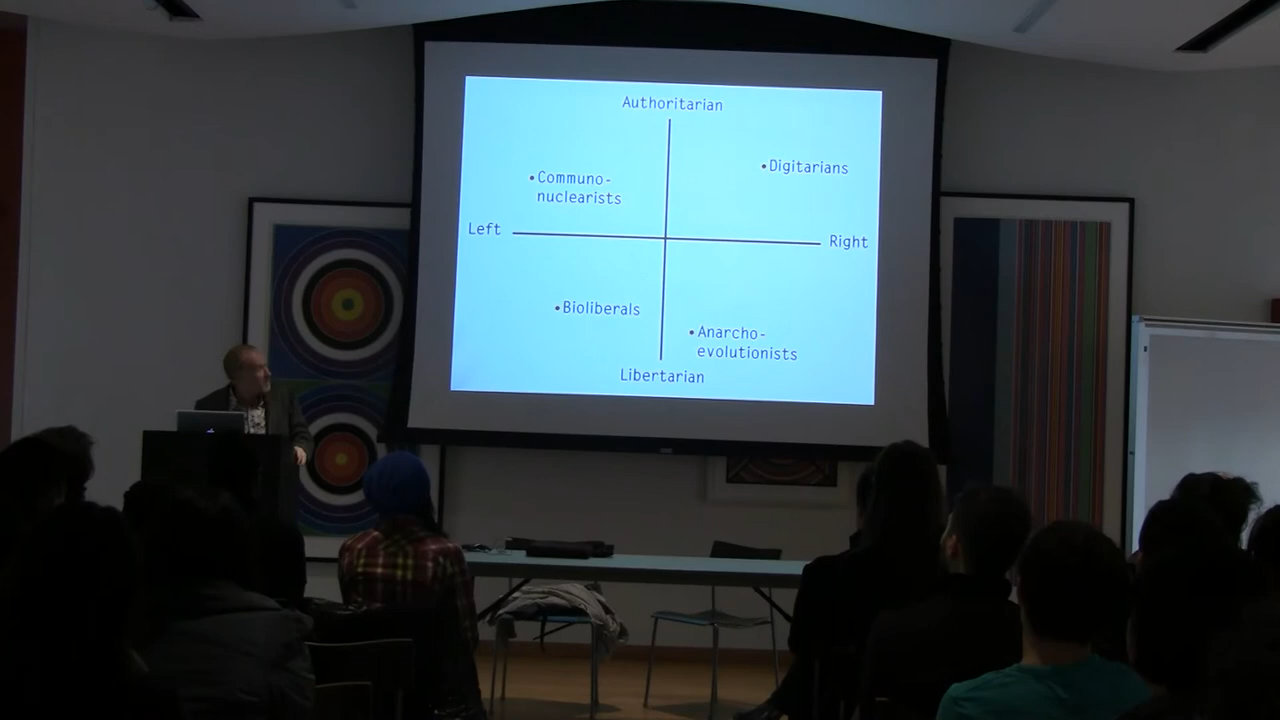 Authoritarian
•Digitarians
•Communo-
nuclearists
Left
Right
•Bioliberals
•Anarcho-
evolutionists
Libertarian